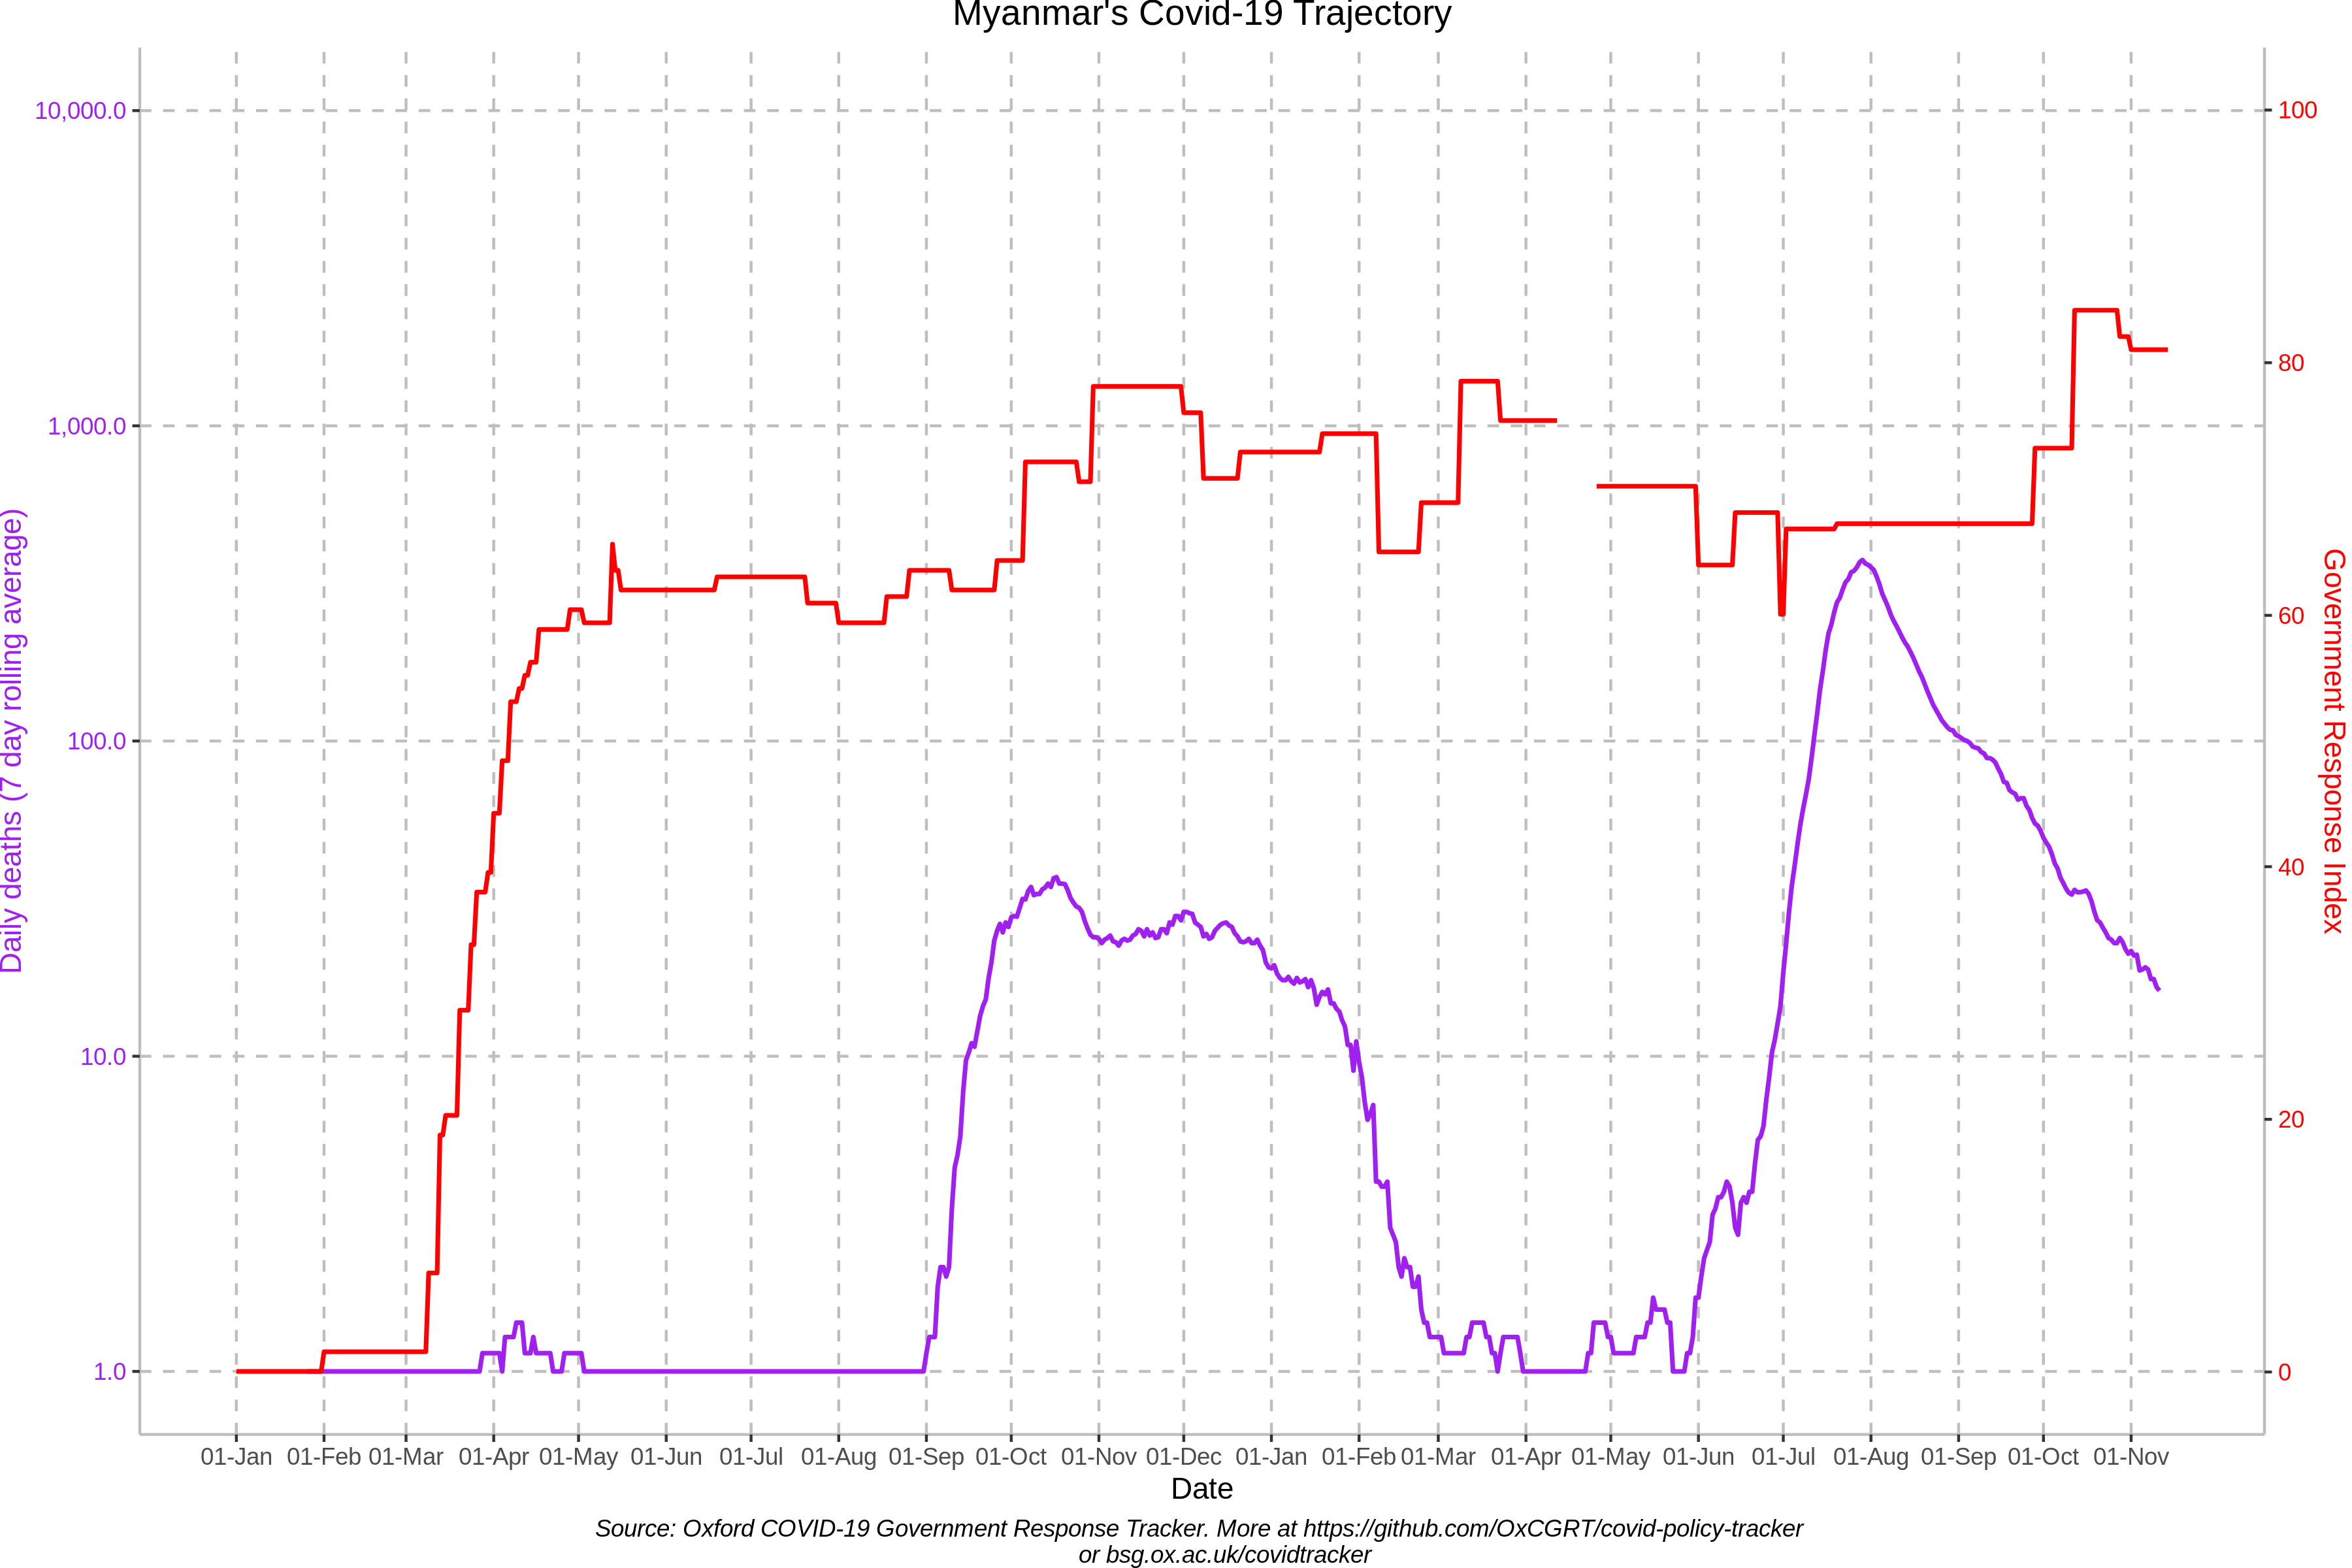 Myanmar's Covid-19 Trajectory
10,000.0
1,000.0
100.0
10.0
1.0
Daily deaths (7 day rolling average)
100
80
60
40
20
0
Government Response Index
01-Jan 01-Feb 01-Mar 01-Apr 01-May 01-Jun 01-Jul 01-Aug 01-Sep 01-Oct 01-Nov 01-Dec 01-Jan 01-Feb 01-Mar 01-Apr 01-May 01-Jun 01-Jul 01-Aug 01-Sep 01-Oct 01-Nov
Date
Source: Oxford COVID-19 Government Response Tracker. More at https://github.com/OxCGRT/covid-policy-tracker
or bsg.ox.ac.uk/covidtracker